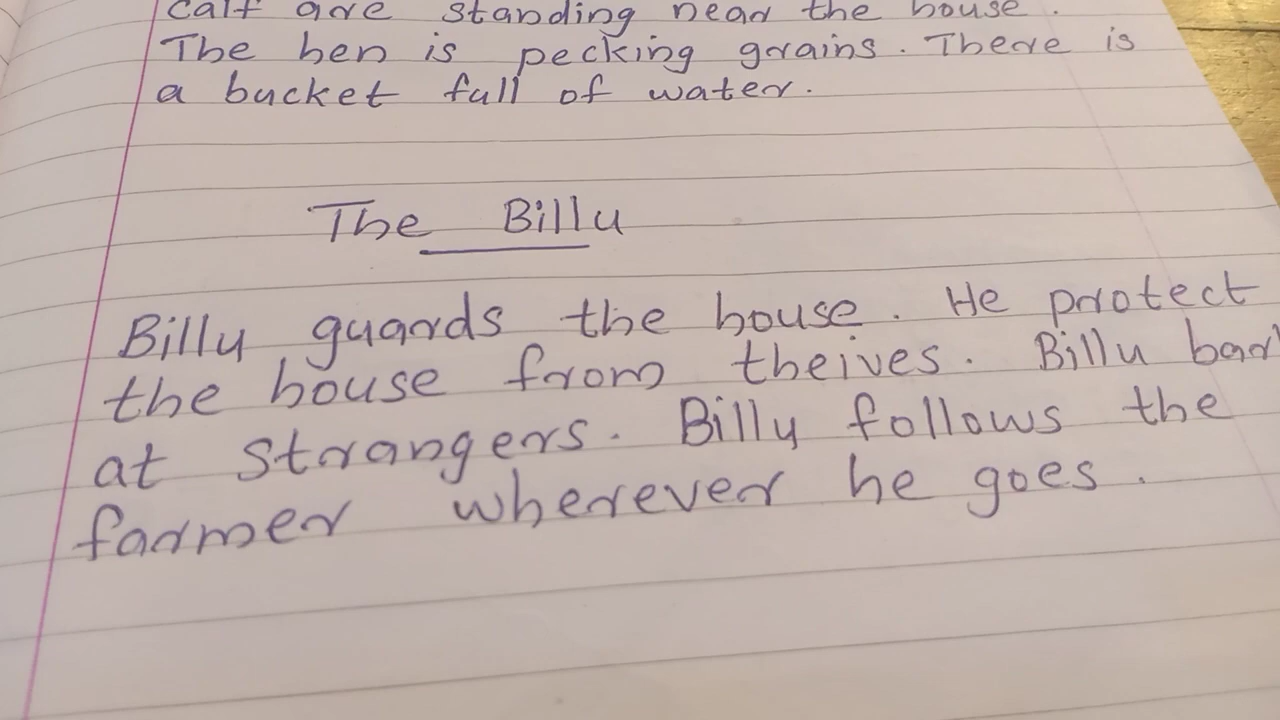 calf are standing near the house.
The hen is pecking grains. There is
a bucket full of water.
The Billu
Billy guards the house. He protect
the house from theives. Billu bar
at strangers. Billy follows the
farmer wherever he goes.